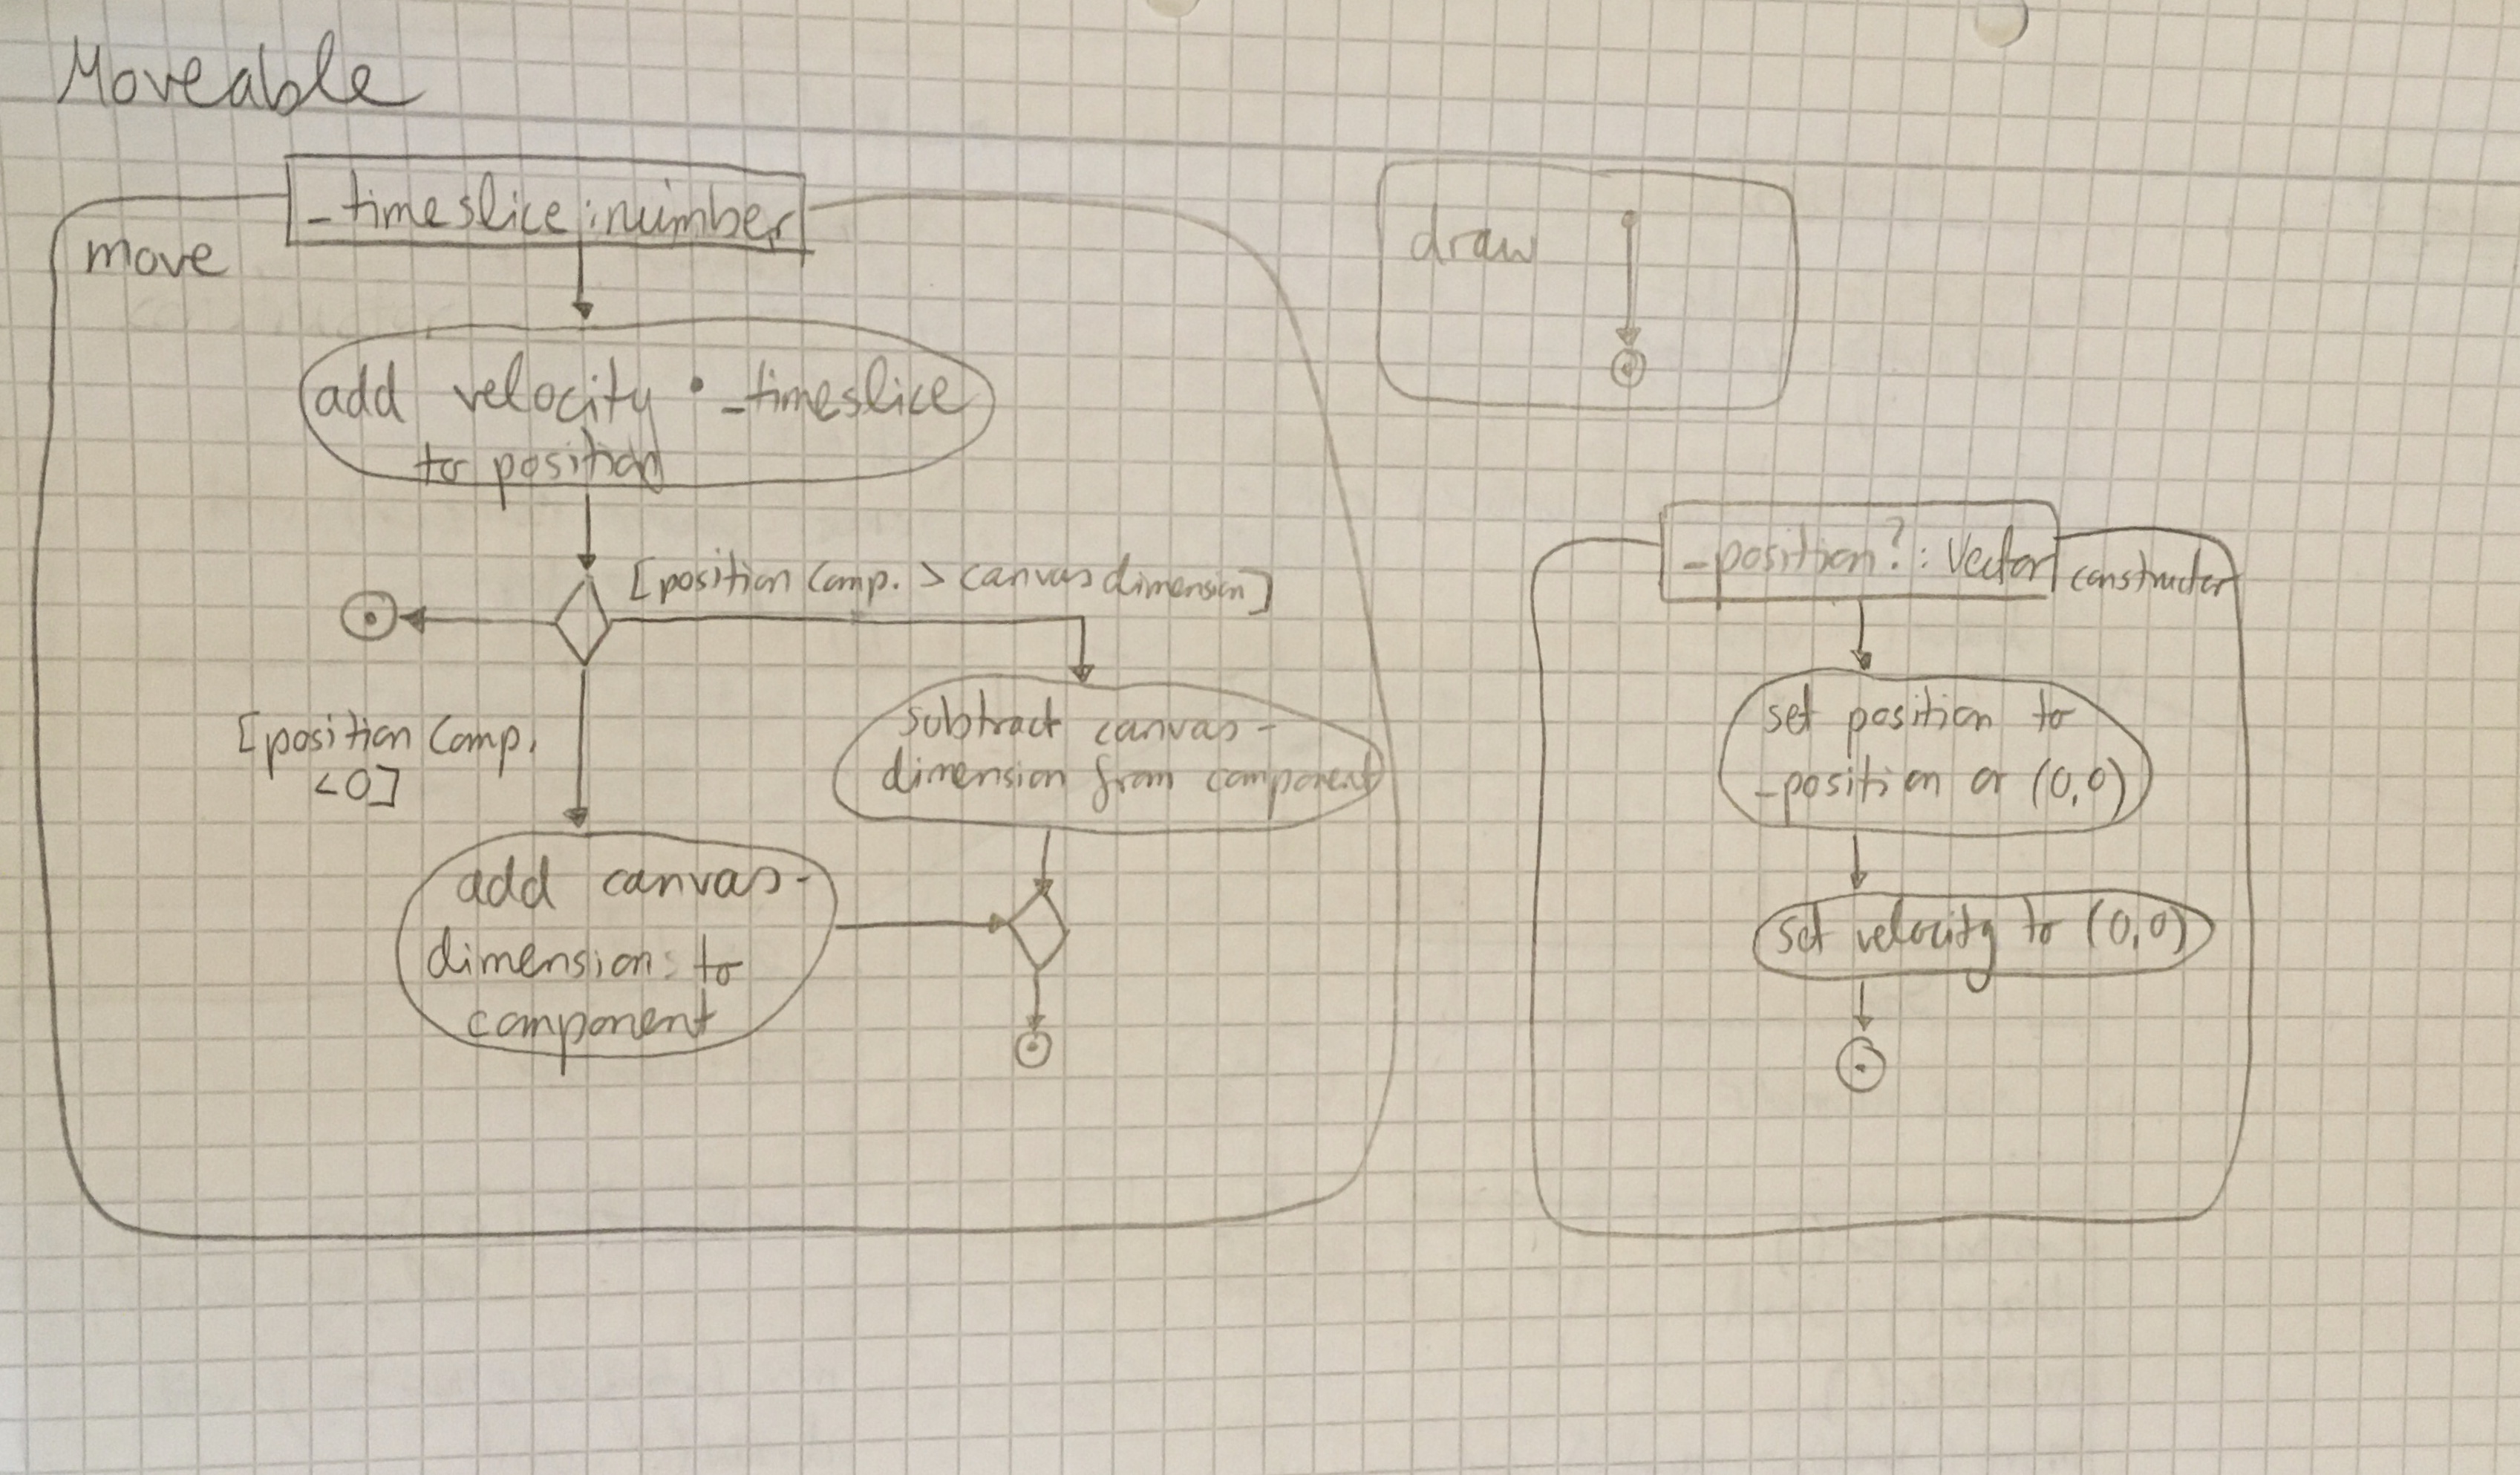 Moveable
_timeslice : number
move
add velocity • _timeslice
to position
[position Comp. > canvas dimension]
[position Comp.
<0]
subtract canvas-
dimension from component
add canvas-
dimension to
component
draw
_position? : Vector
constructor
set position to
_position or (0,0)
set velocity to (0,0)